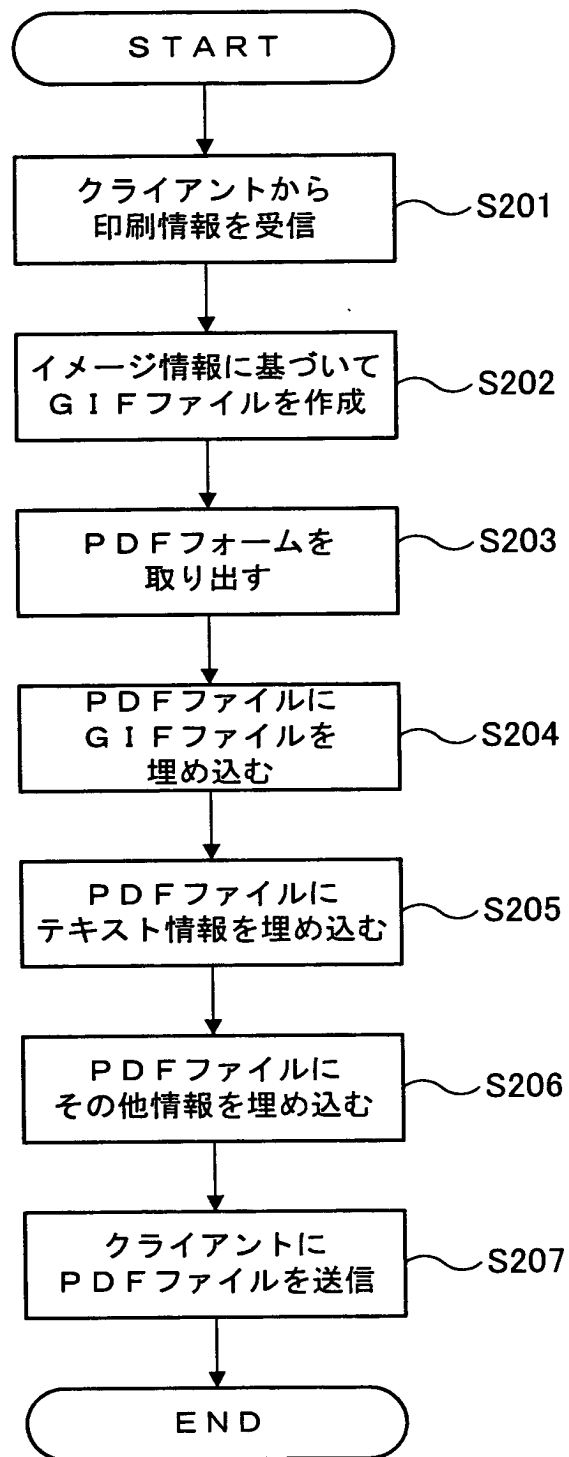 START
クライアントから
印刷情報を受信
S201
イメージ情報に基づいて
GIFファイルを作成
S202
PDFフォームを
取り出す
S203
PDFファイルに
GIFファイルを
埋め込む
S204
PDFファイルに
テキスト情報を埋め込む
S205
PDFファイルに
その他情報を埋め込む
S206
クライアントに
PDFファイルを送信
S207
END